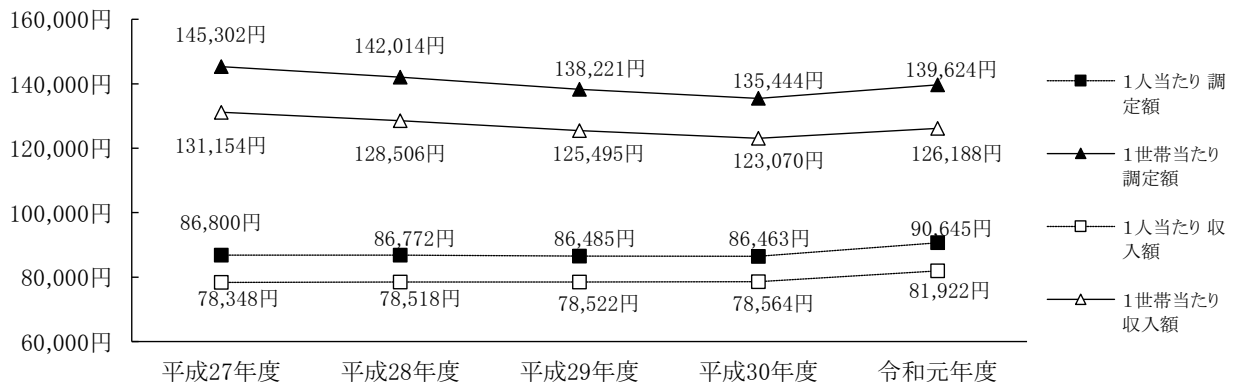 160,000円
140,000円
120,000円
100,000円
80,000円
60,000円
145,302円
142,014円
138,221円
135,444円
139,624円
131,154円
128,506円
125,495円
123,070円
126,188円
86,800円
86,772円
86,485円
86,463円
90,645円
78,348円
78,518円
78,522円
78,564円
81,922円
平成27年度
平成28年度
平成29年度
平成30年度
令和元年度
1人当たり 調
定額
1世帯当たり
調定額
1人当たり 収
入額
1世帯当たり
収入額